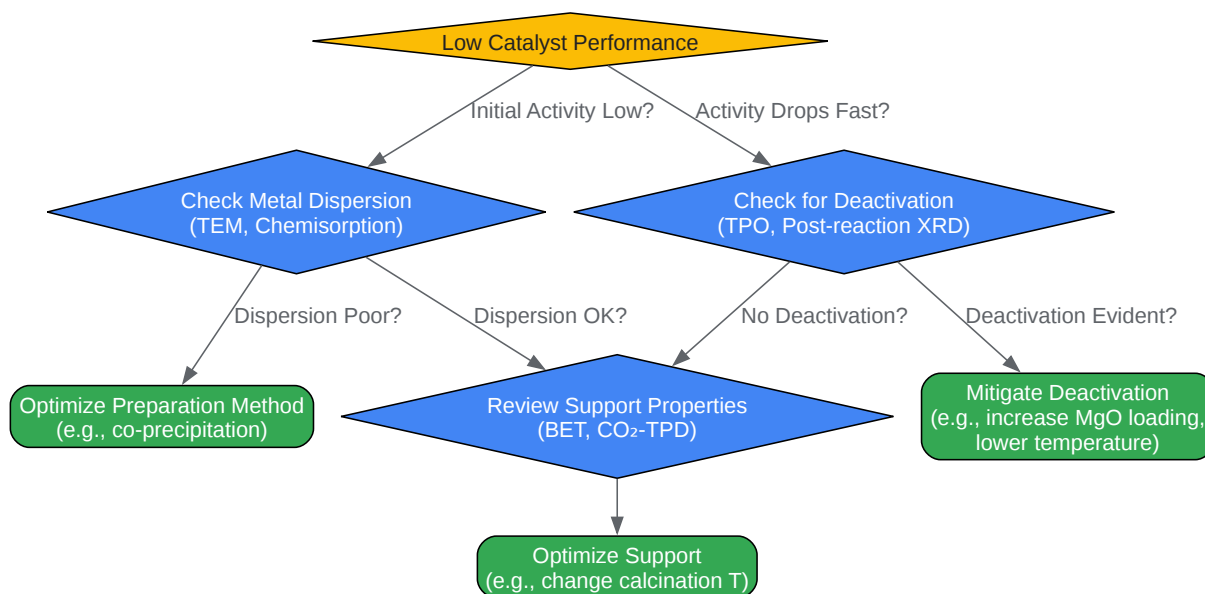 Low Catalyst Performance
Initial Activity Low?
Activity Drops Fast?
Check Metal Dispersion
(TEM, Chemisorption)
Check for Deactivation
(TPO, Post-reaction XRD)
Dispersion Poor?
Dispersion OK?
No Deactivation?
Deactivation Evident?
Optimize Preparation Method
(e.g., co-precipitation)
Review Support Properties
(BET, CO₂-TPD)
Mitigate Deactivation
(e.g., increase MgO loading,
lower temperature)
Optimize Support
(e.g., change calcination T)